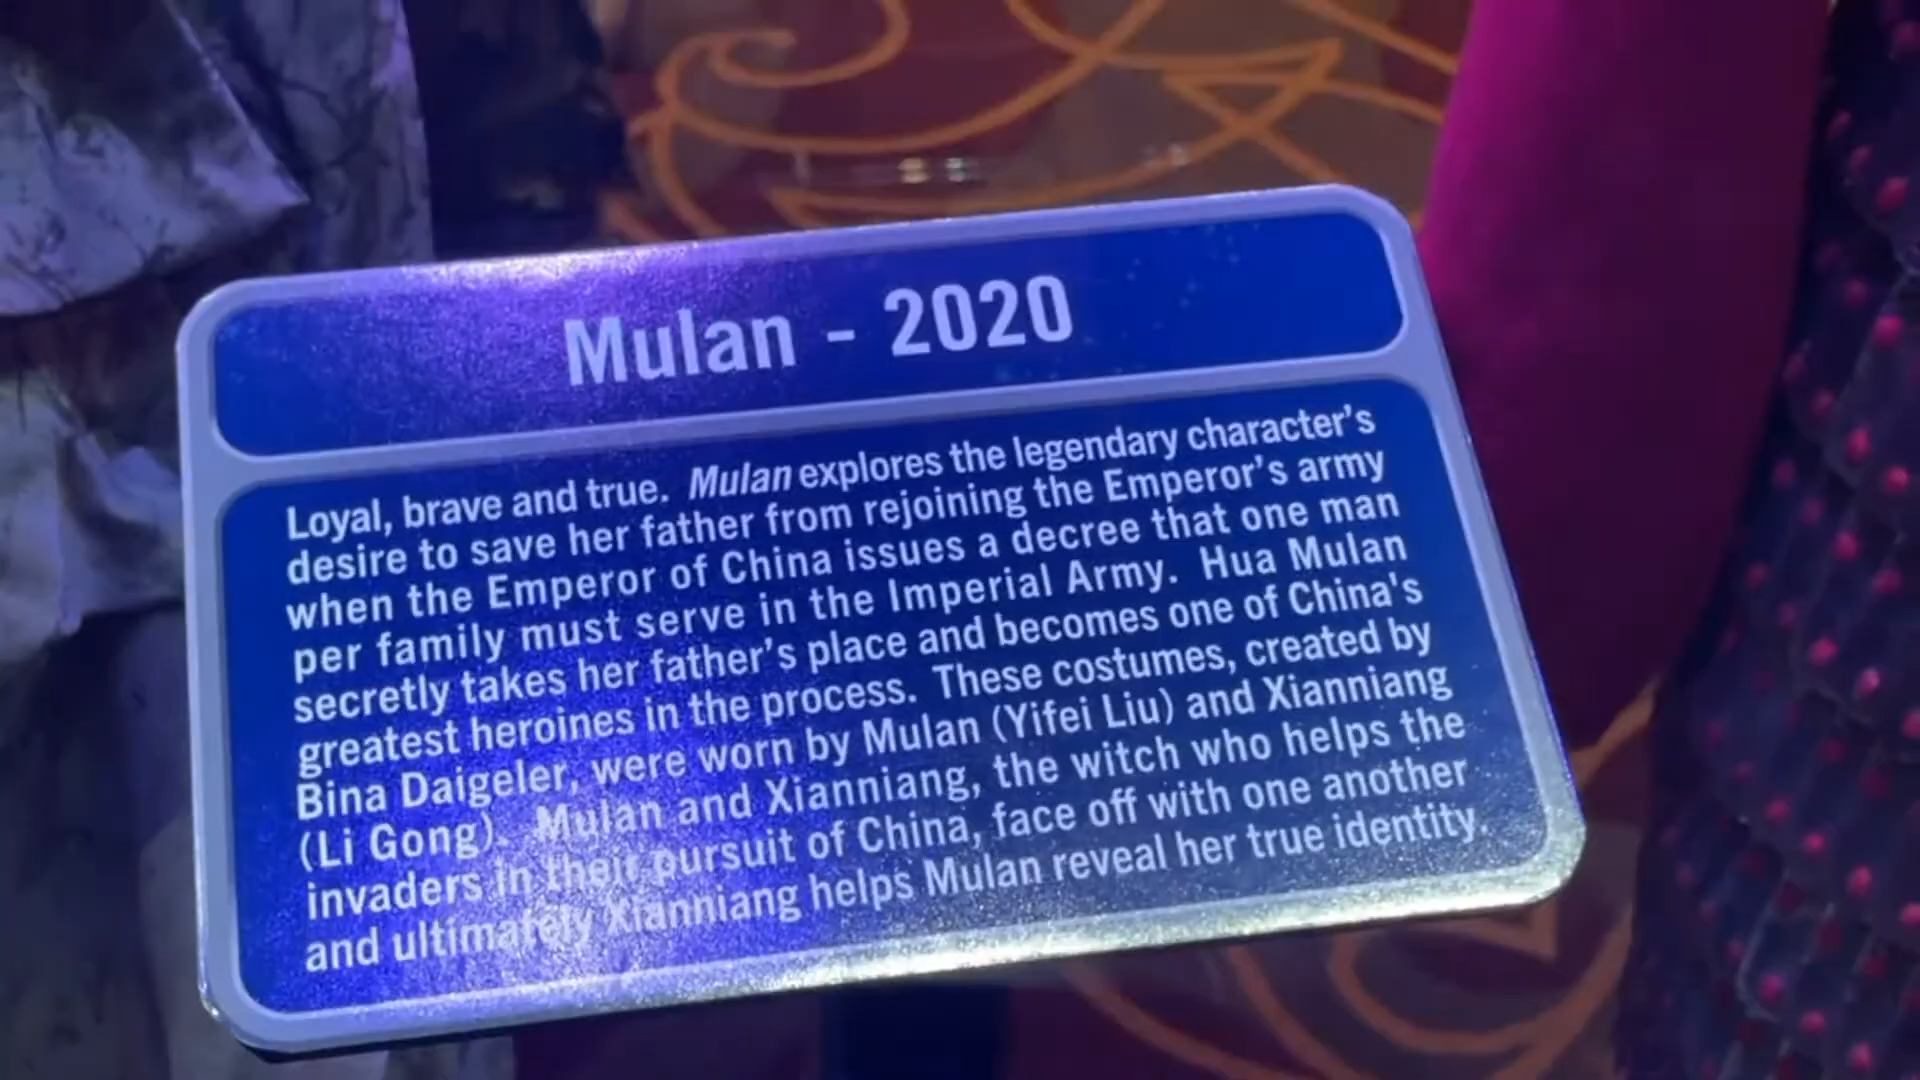 Mulan - 2020
Loyal, brave and true. Mulan explores the legendary character's
desire to save her father from rejoining the Emperor's army
when the Emperor of China issues a decree that one man
per family must serve in the Imperial Army. Hua Mulan
secretly takes her father's place and becomes one of China's
greatest heroines in the process. These costumes, created by
Bina Daigeler, were worn by Mulan (Yifei Liu) and Xianniang
(Li Gong). Mulan and Xianniang, the witch who helps the
invaders in their pursuit of China, face off with one another
and ultimately Xianniang helps Mulan reveal her true identity.